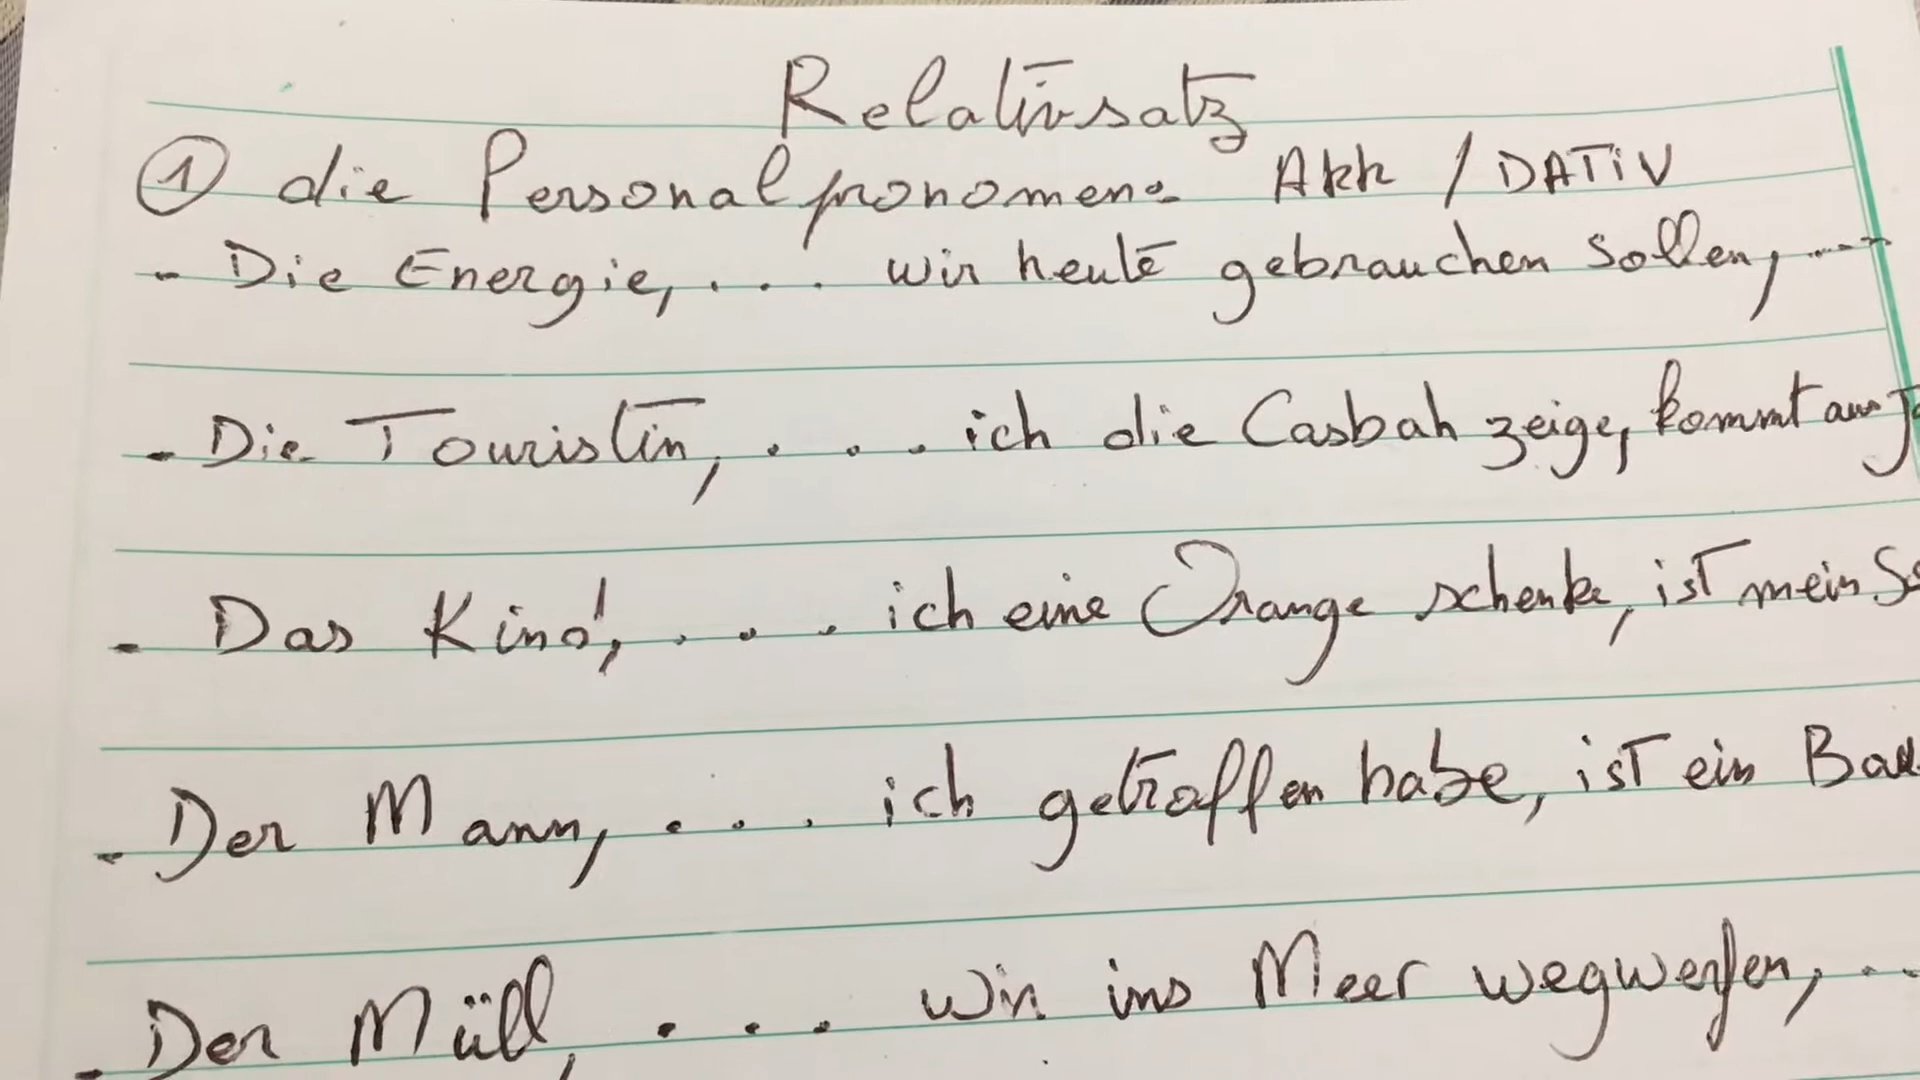 Relativsatz
① die Personalpronomen: Akk / DATIV
- Die Energie, . . . wir heute gebrauchen sollen, ....
- Die Touristin, . . . ich die Casbah zeige, kommt aus
- Das Kind, . . . ich eine Orange schenke, ist mein
- Der Mann, . . . ich getroffen habe, ist ein
- Der Müll, . . . wir ins Meer wegwerfen, ..